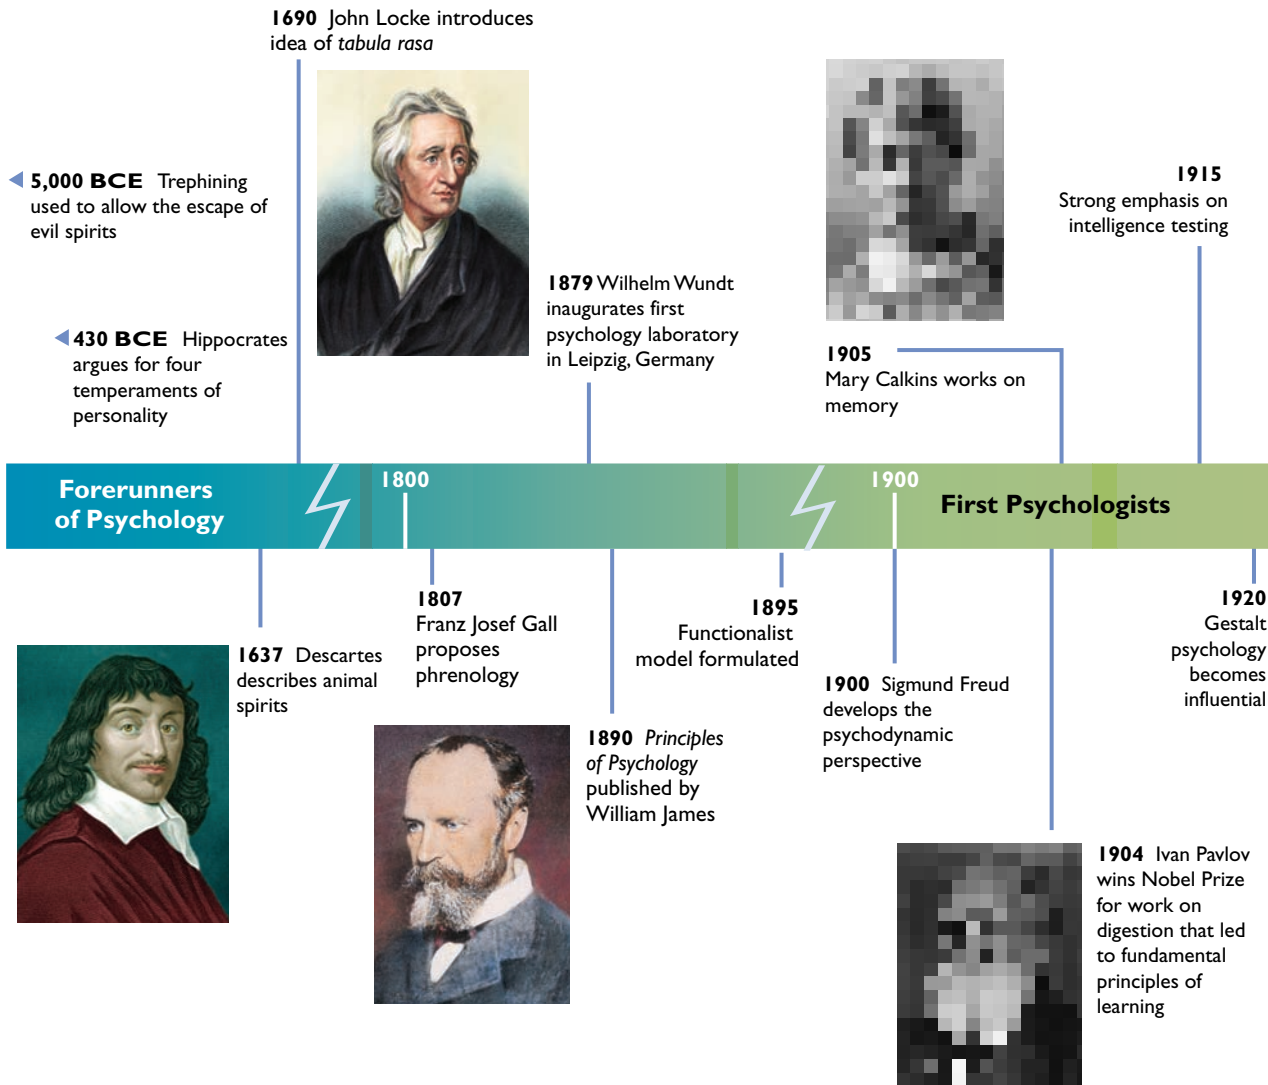 1690 John Locke introduces
idea of tabula rasa
5,000 BCE Trephining
used to allow the escape of
evil spirits
430 BCE Hippocrates
argues for four
temperaments of
personality
1879 Wilhelm Wundt
inaugurates first
psychology laboratory
in Leipzig, Germany
1905
Mary Calkins works on
memory
1915
Strong emphasis on
intelligence testing
Forerunners
of Psychology
1800
1900
First Psychologists
1637 Descartes
describes animal
spirits
1807
Franz Josef Gall
proposes
phrenology
1890 Principles
of Psychology
published by
William James
1895
Functionalist
model formulated
1900 Sigmund Freud
develops the
psychodynamic
perspective
1904 Ivan Pavlov
wins Nobel Prize
for work on
digestion that led
to fundamental
principles of
learning
1920
Gestalt
psychology
becomes
influential